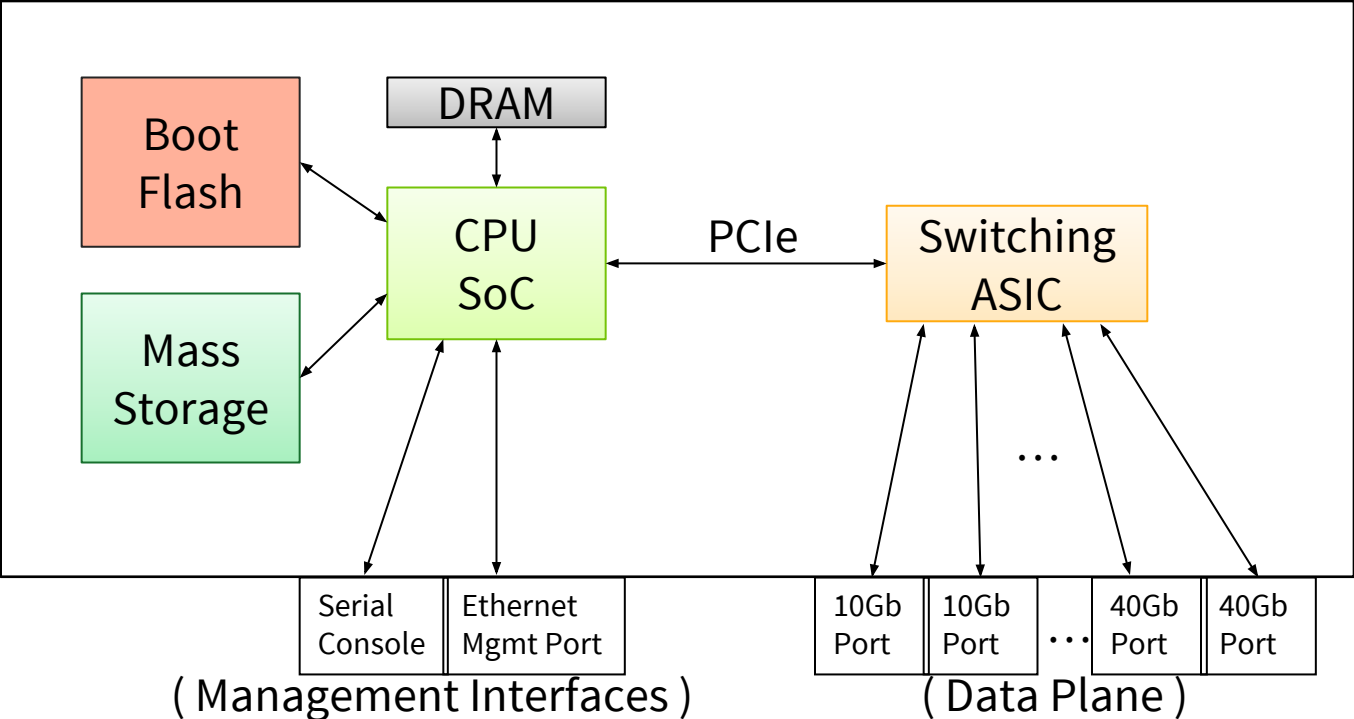 Boot
Flash
DRAM
CPU
SoC
PCIe
Switching
ASIC
Mass
Storage
...
Serial
Console
Ethernet
Mgmt Port
10Gb
Port
10Gb
Port
...
40Gb
Port
40Gb
Port
( Management Interfaces )
( Data Plane )